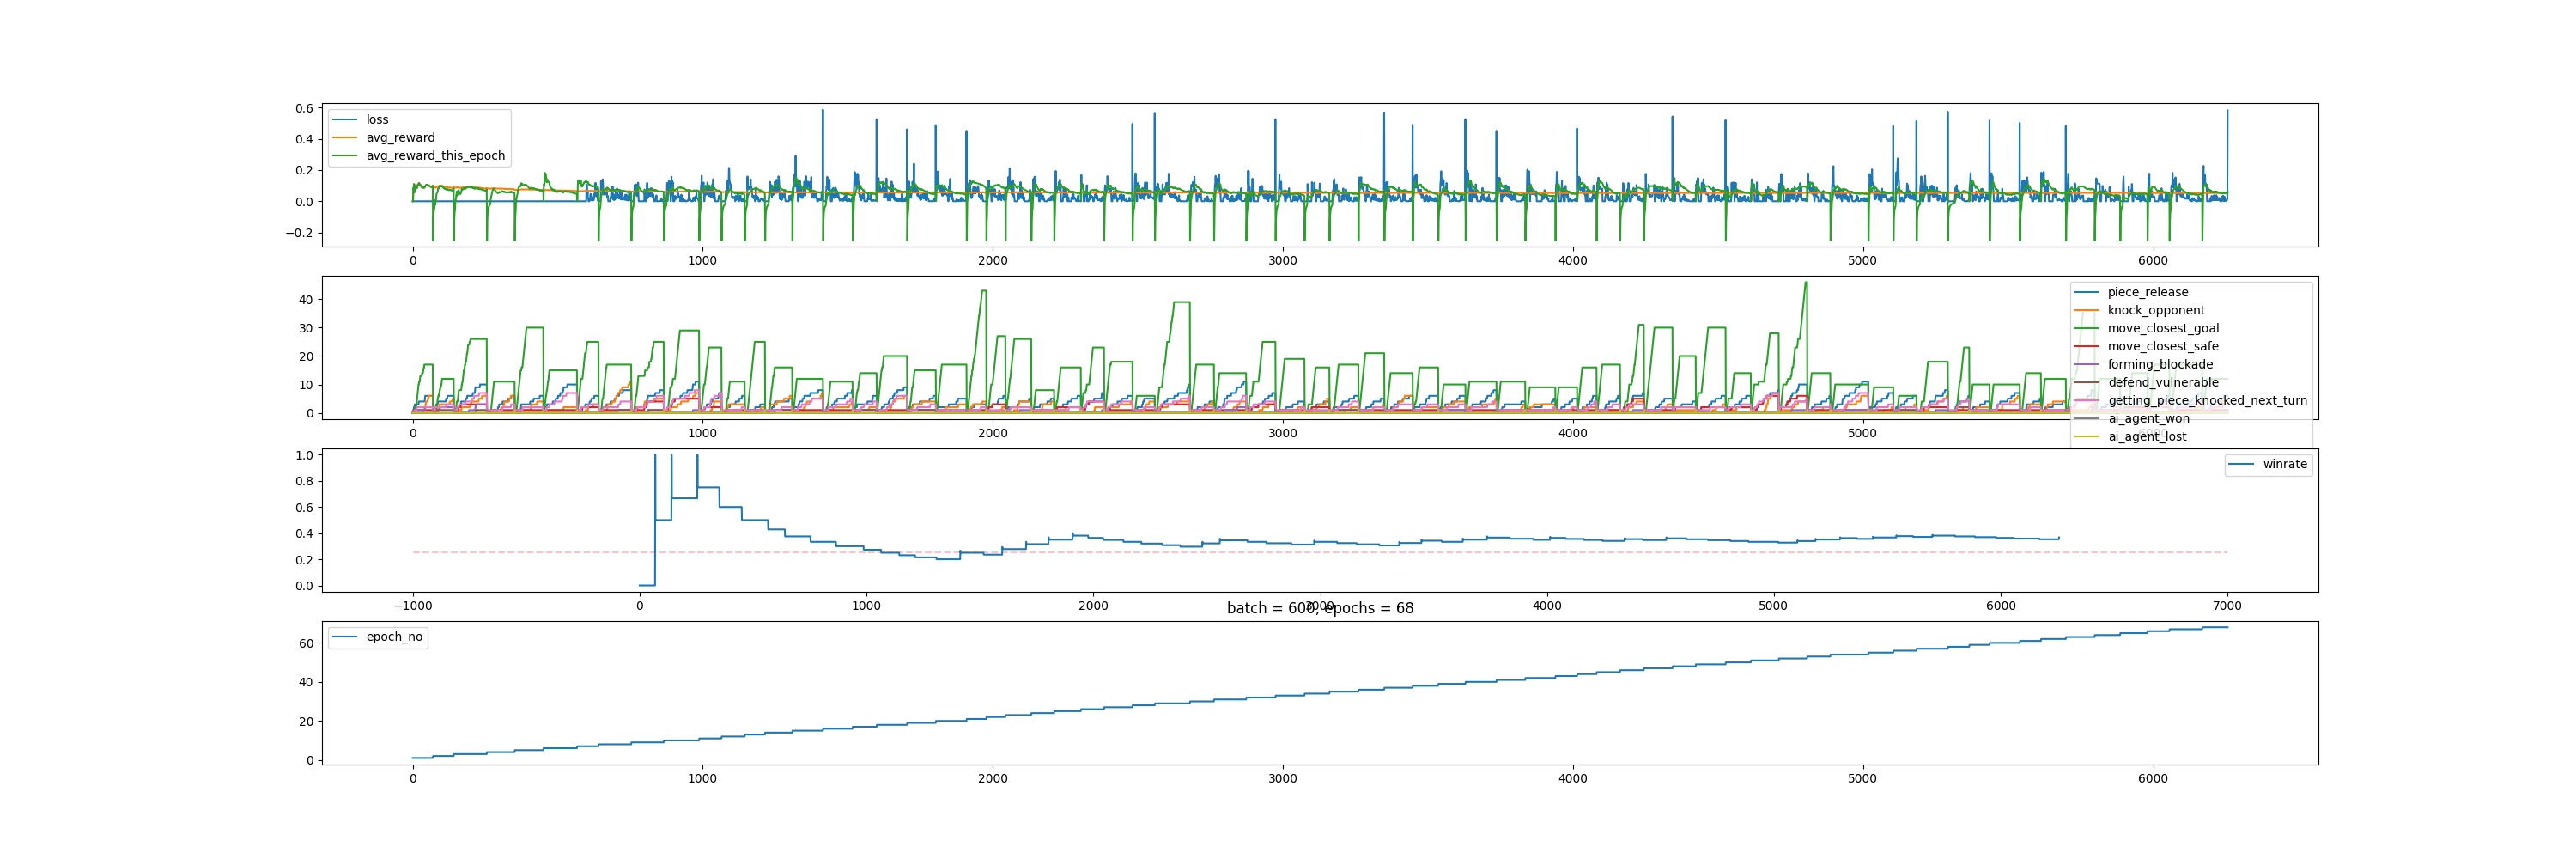 0.6
0.4
0.2
0.0
−0.2
loss
avg_reward
avg_reward_this_epoch
0 1000 2000 3000 4000 5000 6000
40
30
20
10
0
piece_release
knock_opponent
move_closest_goal
move_closest_safe
forming_blockade
defend_vulnerable
getting_piece_knocked_next_turn
ai_agent_won
ai_agent_lost
0 1000 2000 3000 4000 5000 6000
1.0
0.8
0.6
0.4
0.2
0.0
winrate
−1000 0 1000 2000 3000 4000 5000 6000 7000
batch = 600, epochs = 68
60
40
20
0
epoch_no
0 1000 2000 3000 4000 5000 6000